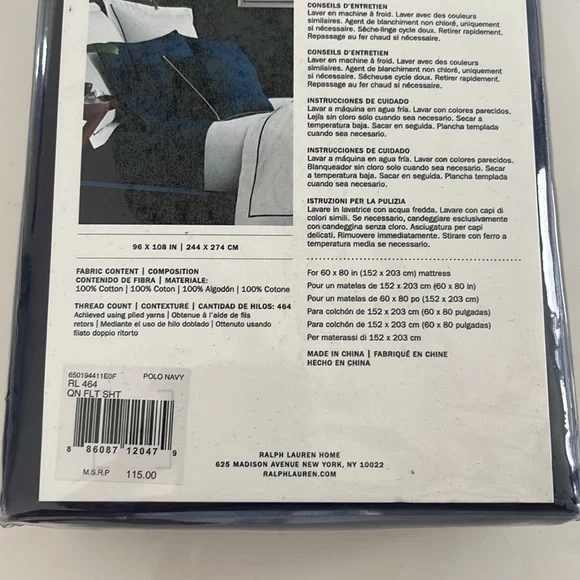 96 X 108 IN | 244 X 274 CM
FABRIC CONTENT | COMPOSITION
CONTENIDO DE FIBRA | MATERIALE:
100% Cotton | 100% Coton | 100% Algodón | 100% Cotone
THREAD COUNT | CONTEXTURE | CANTIDAD DE HILOS: 464
Achieved using plied yarns | Obtenue à l'aide de fils
retors | Mediante el uso de hilo doblado | Ottenuto usando
filato doppio ritorto
CONSEILS D'ENTRETIEN
Laver en machine à froid. Laver avec des couleurs
similaires. Agent de blanchiment non chloré, uniquement
si nécessaire. Sèche-linge cycle doux. Retirer rapidement.
Repassage au fer chaud si nécessaire.
CONSEILS D'ENTRETIEN
Laver en machine à froid. Laver avec des couleurs
similaires. Agent de blanchiment non chloré, uniquement
si nécessaire. Sécheuse cycle doux. Retirer rapidement.
Repassage au fer chaud si nécessaire.
INSTRUCCIONES DE CUIDADO
Lavar a máquina en agua fría. Lavar con colores parecidos.
Lejía sin cloro solo cuando sea necesario. Secar a
temperatura baja. Sacar en seguida. Plancha templada
cuando sea necesario.
INSTRUCCIONES DE CUIDADO
Lavar a máquina en agua fría. Lavar con colores parecidos.
Blanqueador sin cloro solo cuando sea necesario. Secar
a temperatura baja. Sacar en seguida. Plancha templada
cuando sea necesario.
ISTRUZIONI PER LA PULIZIA
Lavare in lavatrice con acqua fredda. Lavare con capi di
colori simili. Se necessario, candeggiare esclusivamente
con candeggina senza cloro. Asciugatura per capi
delicati. Rimuovere immediatamente. Stirare con ferro a
temperatura media se necessario.
For 60 x 80 in (152 x 203 cm) mattress
Pour un matelas de 152 x 203 cm (60 x 80 in)
Pour un matelas de 60 x 80 po (152 x 203 cm)
Para colchón de 152 x 203 cm (60 x 80 pulgadas)
Para colchón de 152 x 203 cm (60 x 80 pulgadas)
Per materassi di 152 x 203 cm
MADE IN CHINA | FABRIQUÉ EN CHINE
HECHO EN CHINA
650194411E0F POLO NAVY
RL 464
QN FLT SHT
8 86087 12047 9
M.S.R.P 115.00
RALPH LAUREN HOME
625 MADISON AVENUE NEW YORK, NY 10022
RALPHLAUREN.COM